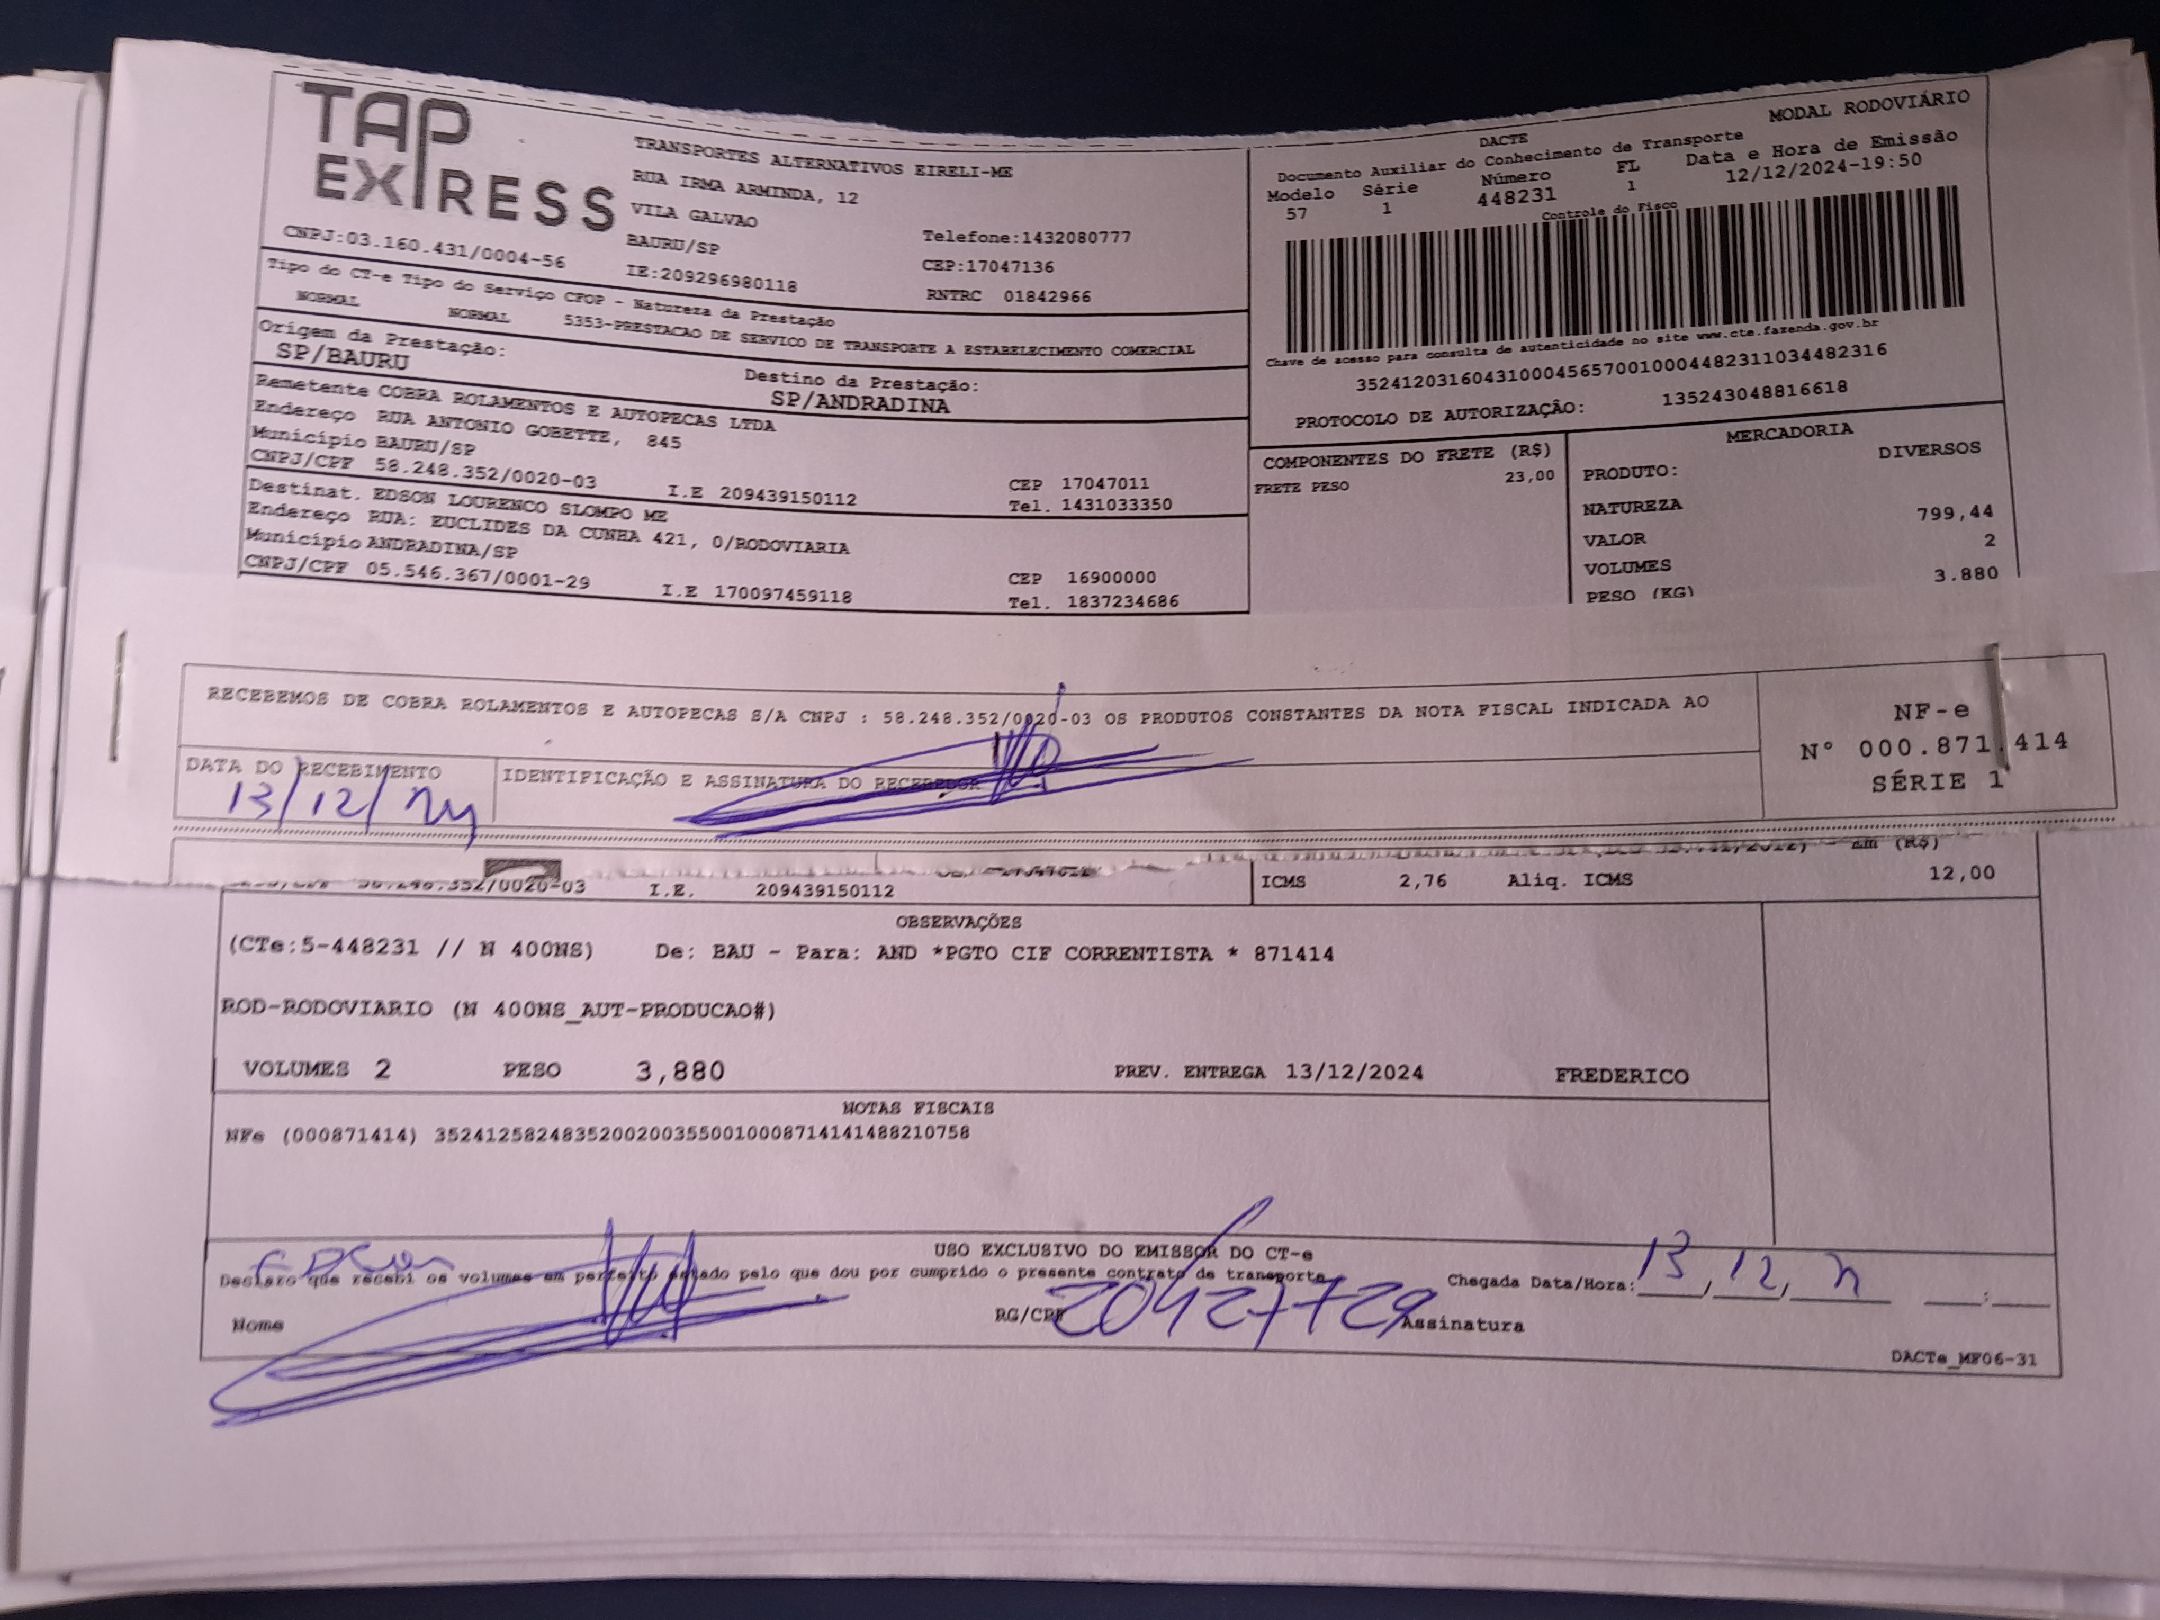 TAP EXPRESS
TRANSPORTES ALTERNATIVOS EIRELI-ME
RUA IRMA ARMINDA, 12
VILA GALVAO
BAURU/SP
Telefone:1432080777
CNPJ:03.160.431/0004-56
IE:209296980118
CEP:17047136
RNTRC 01842966
Tipo do CT-e Tipo do Serviço CFOP - Natureza da Prestação
NORMAL NORMAL 5353-PRESTACAO DE SERVICO DE TRANSPORTE A ESTABELECIMENTO COMERCIAL
Origem da Prestação:
SP/BAURU
Destino da Prestação:
SP/ANDRADINA
Remetente COBRA ROLAMENTOS E AUTOPECAS LTDA
Endereço RUA ANTONIO GOBETTE, 845
Município BAURU/SP
CNPJ/CPF 58.248.352/0020-03 I.E 209439150112
CEP 17047011
Tel. 1431033350
Destinat. EDSON LOURENCO SLOMPO ME
Endereço RUA: EUCLIDES DA CUNHA 421, 0/RODOVIARIA
Município ANDRADINA/SP
CNPJ/CPF 05.546.367/0001-29 I.E 170097459118
CEP 16900000
Tel. 1837234686
DACTE
MODAL RODOVIÁRIO
Documento Auxiliar do Conhecimento de Transporte
Modelo Série Número FL Data e Hora de Emissão
57 1 448231 1 12/12/2024-19:50
Controle do Fisco
Chave de acesso para consulta de autenticidade no site www.cte.fazenda.gov.br
35241203160431000456570010004482311034482316
PROTOCOLO DE AUTORIZAÇÃO: 135243048816618
COMPONENTES DO FRETE (R$)
FRETE PESO 23,00
MERCADORIA
PRODUTO: DIVERSOS
NATUREZA
VALOR 799,44
VOLUMES 2
PESO (KG) 3.880
RECEBEMOS DE COBRA ROLAMENTOS E AUTOPECAS S/A CNPJ : 58.248.352/0020-03 OS PRODUTOS CONSTANTES DA NOTA FISCAL INDICADA AO
DATA DO RECEBIMENTO
13/12/24
IDENTIFICAÇÃO E ASSINATURA DO RECEBEDOR
NF-e
N° 000.871.414
SÉRIE 1
58.248.352/0020-03 I.E. 209439150112
Em (R$)
ICMS 2,76 Aliq. ICMS 12,00
OBSERVAÇÕES
(CTe:5-448231 // N 400NS) De: BAU - Para: AND *PGTO CIF CORRENTISTA * 871414
ROD-RODOVIARIO (N 400NS_AUT-PRODUCAO#)
VOLUMES 2 PESO 3,880 PREV. ENTREGA 13/12/2024 FREDERICO
NOTAS FISCAIS
NFe (000871414) 35241258248352002003550010008714141488210758
USO EXCLUSIVO DO EMISSOR DO CT-e
Edson
Declaro que recebi os volumes em perfeito estado pelo que dou por cumprido o presente contrato de transporte
Chegada Data/Hora: 13, 12,
Nome RG/CPF Assinatura
DACTe_MF06-31